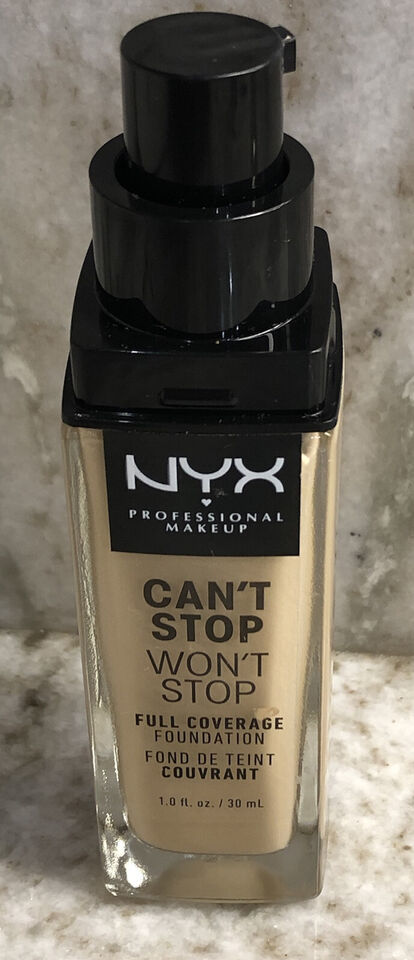 NYX
PROFESSIONAL
MAKEUP
CAN'T
STOP
WON'T
STOP
FULL COVERAGE
FOUNDATION
FOND DE TEINT
COUVRANT
1.0 fl. oz. / 30 mL